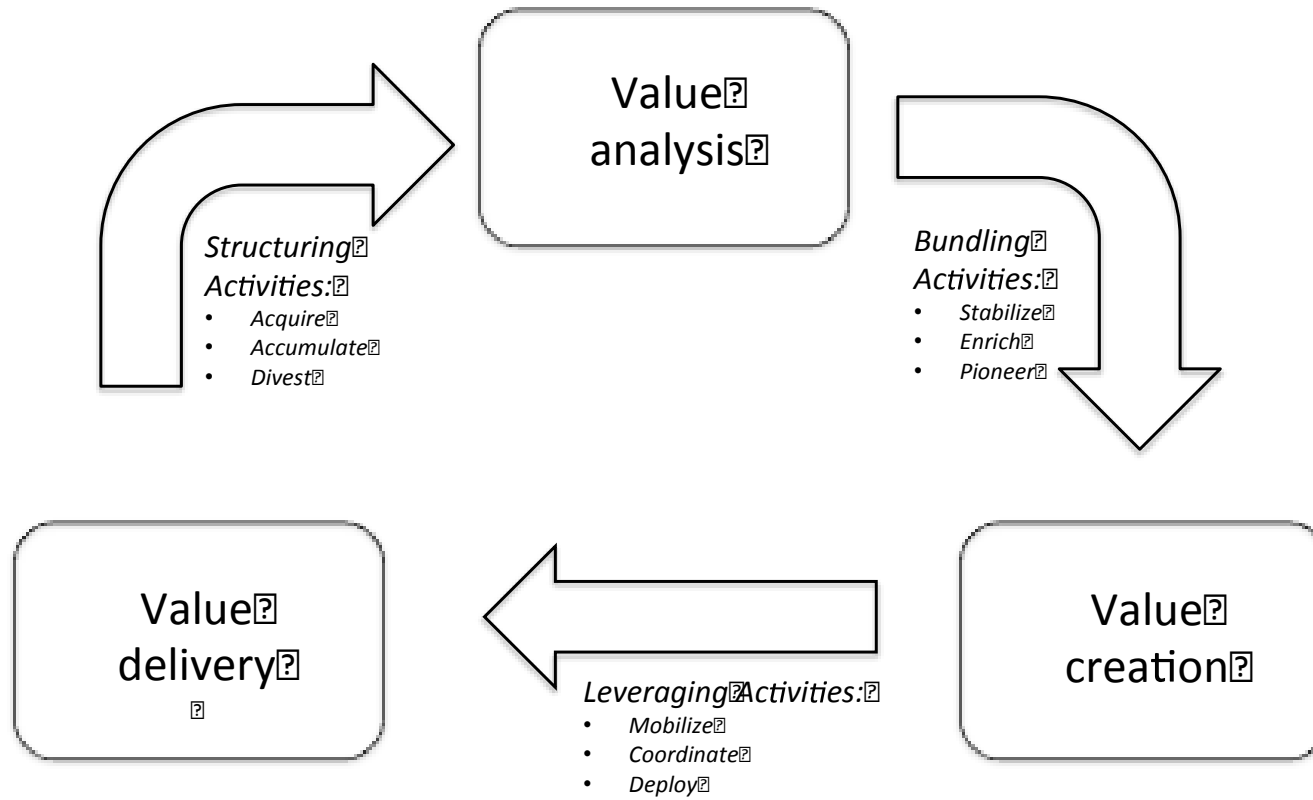 Value
analysis
Structuring
Activities:
• Acquire
• Accumulate
• Divest
Bundling
Activities:
• Stabilize
• Enrich
• Pioneer
Value
creation
Leveraging Activities:
• Mobilize
• Coordinate
• Deploy
Value
delivery